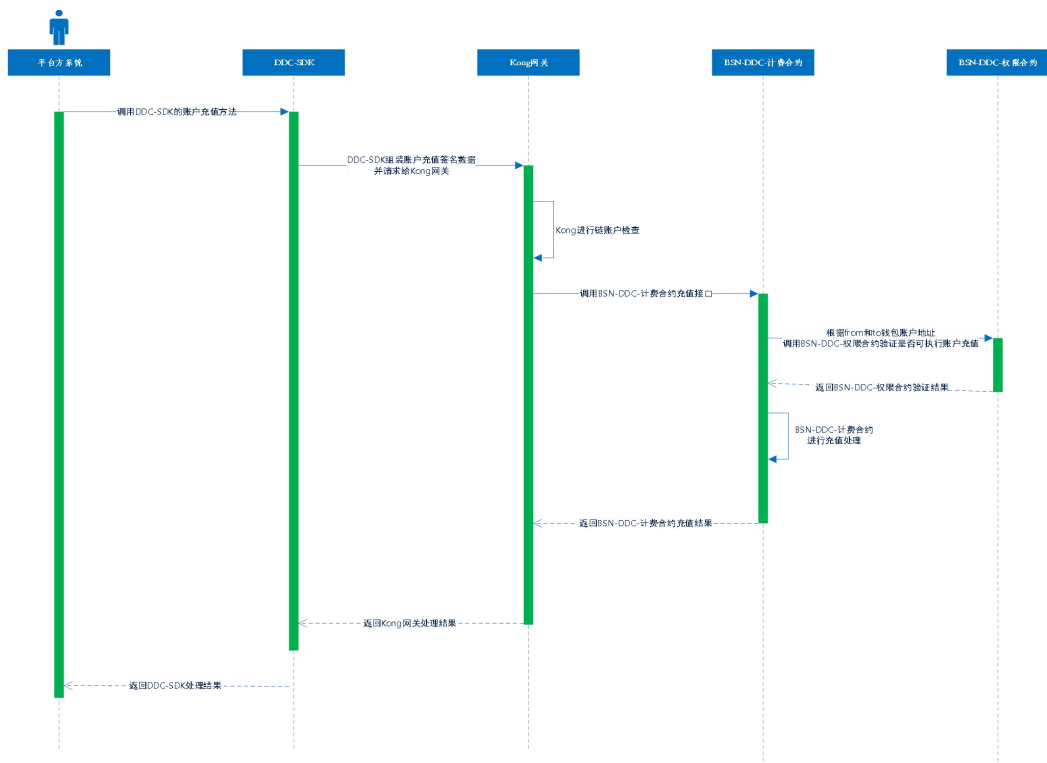 平台方系统
DDC-SDK
Kong网关
BSN-DDC-计费合约
BSN-DDC-权限合约
调用DDC-SDK的账户充值方法
DDC-SDK组装账户充值签名数据
并请求给Kong网关
Kong进行链账户检查
调用BSN-DDC-计费合约充值接口
根据from和to钱包账户地址
调用BSN-DDC-权限合约验证是否可执行账户充值
返回BSN-DDC-权限合约验证结果
BSN-DDC-计费合约
进行充值处理
返回BSN-DDC-计费合约充值结果
返回Kong网关处理结果
返回DDC-SDK处理结果